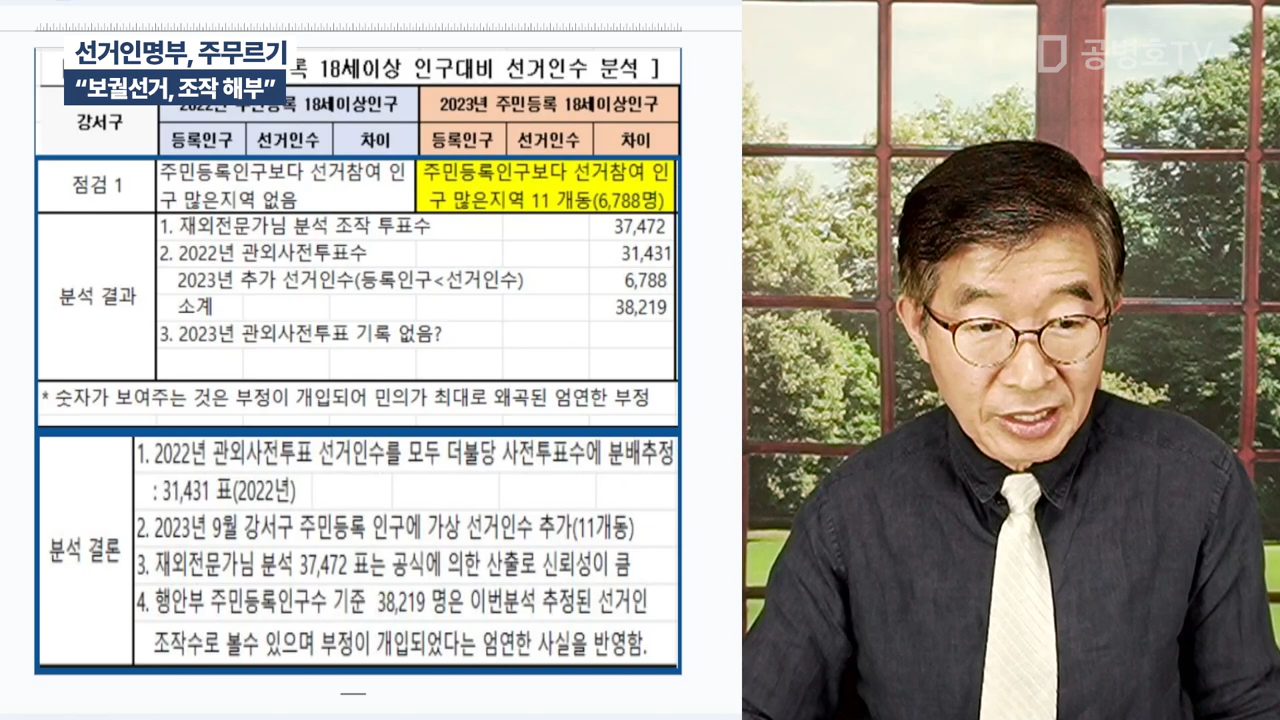 선거인명부, 주무르기
“보궐선거, 조작 해부”
록 18세이상 인구대비 선거인수 분석 ]
강서구
2022년 주민등록 18세이상인구
2023년 주민등록 18세이상인구
등록인구 선거인수 차이 등록인구 선거인수 차이
점검 1
주민등록인구보다 선거참여 인
구 많은지역 없음
주민등록인구보다 선거참여 인
구 많은지역 11 개동(6,788명)
분석 결과
1. 재외전문가님 분석 조작 투표수 37,472
2. 2022년 관외사전투표수 31,431
2023년 추가 선거인수(등록인구<선거인수) 6,788
소계 38,219
3. 2023년 관외사전투표 기록 없음?
* 숫자가 보여주는 것은 부정이 개입되어 민의가 최대로 왜곡된 엄연한 부정
분석 결론
1. 2022년 관외사전투표 선거인수를 모두 더불당 사전투표수에 분배추정
: 31,431 표(2022년)
2. 2023년 9월 강서구 주민등록 인구에 가상 선거인수 추가(11개동)
3. 재외전문가님 분석 37,472 표는 공식에 의한 산출로 신뢰성이 큼
4. 행안부 주민등록인구수 기준 38,219 명은 이번분석 추정된 선거인
조작수로 볼수 있으며 부정이 개입되었다는 엄연한 사실을 반영함.
공병호TV